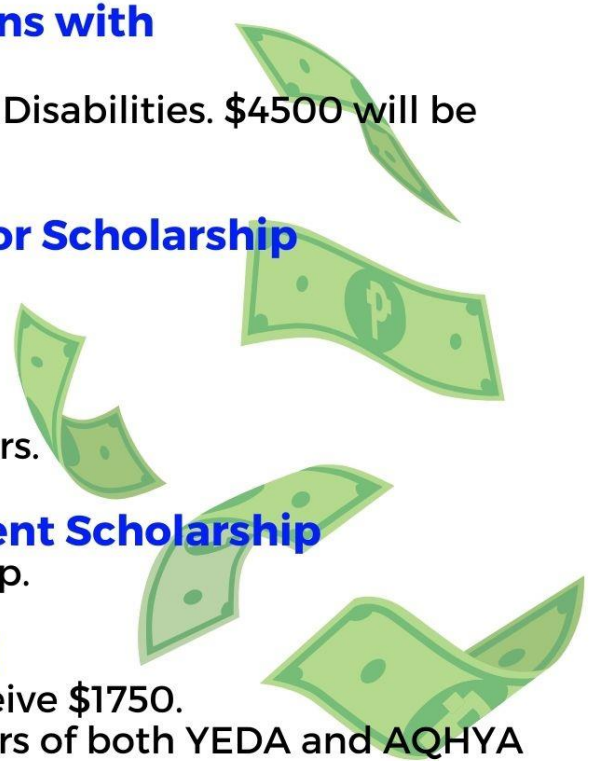 ns with
Disabilities. $4500 will be
or Scholarship
rs.
ent Scholarship
p.
eive $1750.
rs of both YEDA and AQHYA